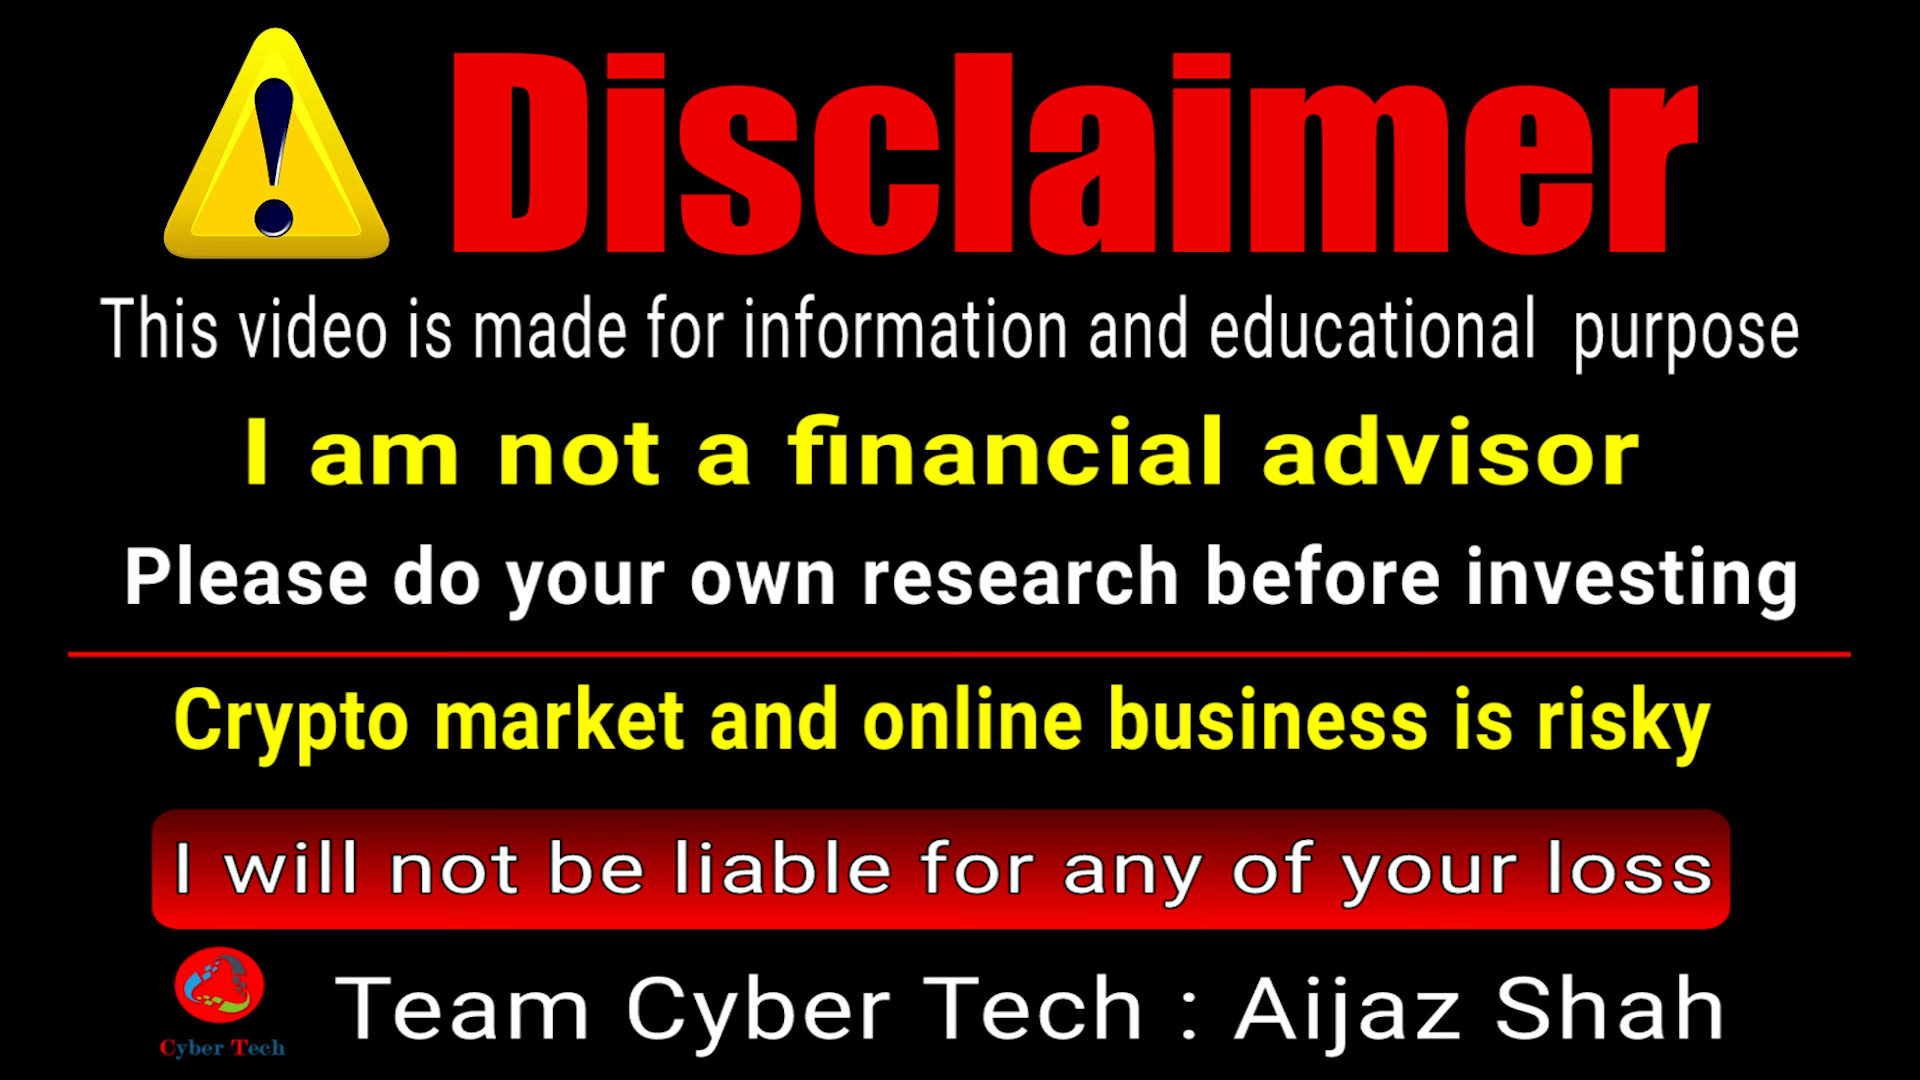 Disclaimer
This video is made for information and educational purpose
I am not a financial advisor
Please do your own research before investing
Crypto market and online business is risky
I will not be liable for any of your loss
Team Cyber Tech : Aijaz Shah
Cyber Tech